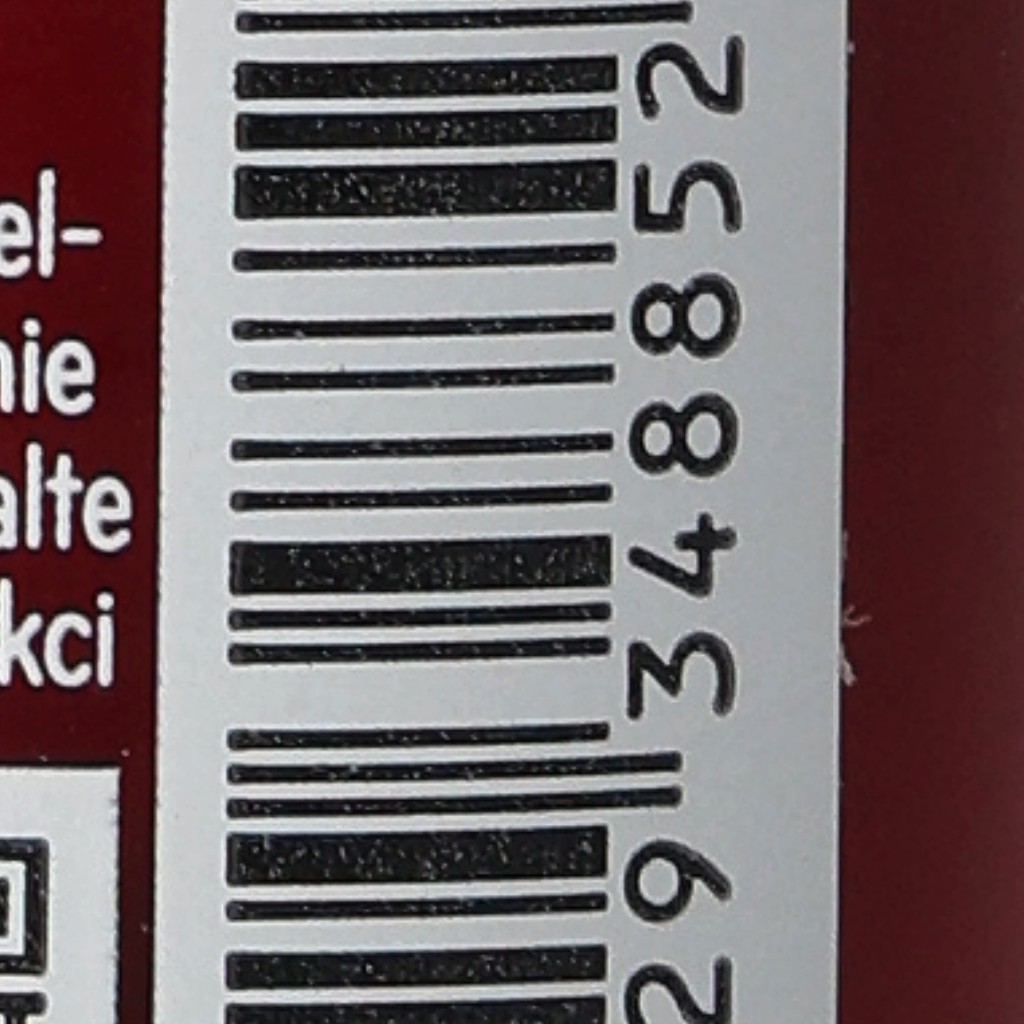 el-
nie
alte
kci
29 348852